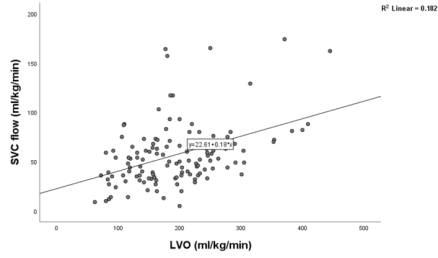 R² Linear = 0.182
200
150
100
50
0
SVC flow (ml/kg/min)
y=22.61+0.18*x
0 100 200 300 400 500
LVO (ml/kg/min)